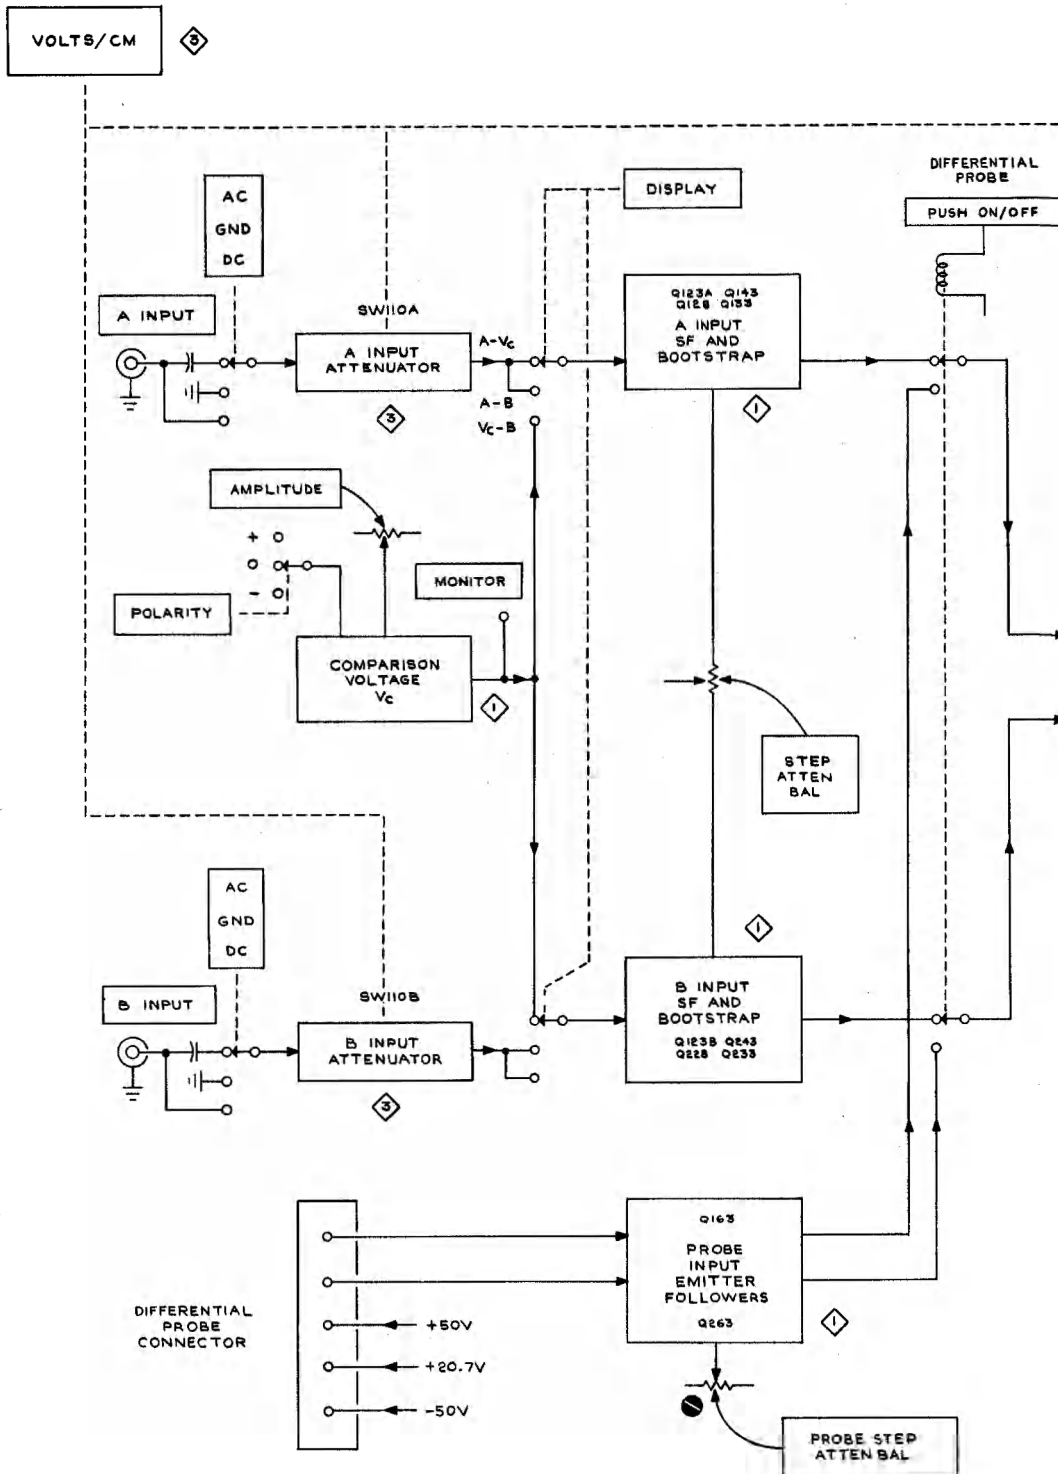 VOLTS/CM
3
DIFFERENTIAL
PROBE
PUSH ON/OFF
AC
GND
DC
DISPLAY
A INPUT
SW110A
A INPUT
ATTENUATOR
3
A-VC
A-B
VC-B
Q123A Q143
Q128 Q133
A INPUT
SF AND
BOOTSTRAP
1
AMPLITUDE
+
0
-
POLARITY
MONITOR
COMPARISON
VOLTAGE
VC
1
STEP
ATTEN
BAL
AC
GND
DC
B INPUT
SW110B
B INPUT
ATTENUATOR
3
1
B INPUT
SF AND
BOOTSTRAP
Q123B Q243
Q228 Q233
DIFFERENTIAL
PROBE
CONNECTOR
+50V
+20.7V
-50V
Q163
PROBE
INPUT
EMITTER
FOLLOWERS
Q263
1
PROBE STEP
ATTEN BAL